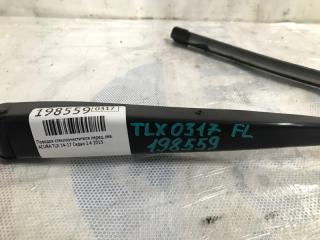 198559 0317
Поводок стеклоочистителя перед. лев.
ACURA TLX 14-17 Седан 2.4 2015
TLX 0317 FL
198559